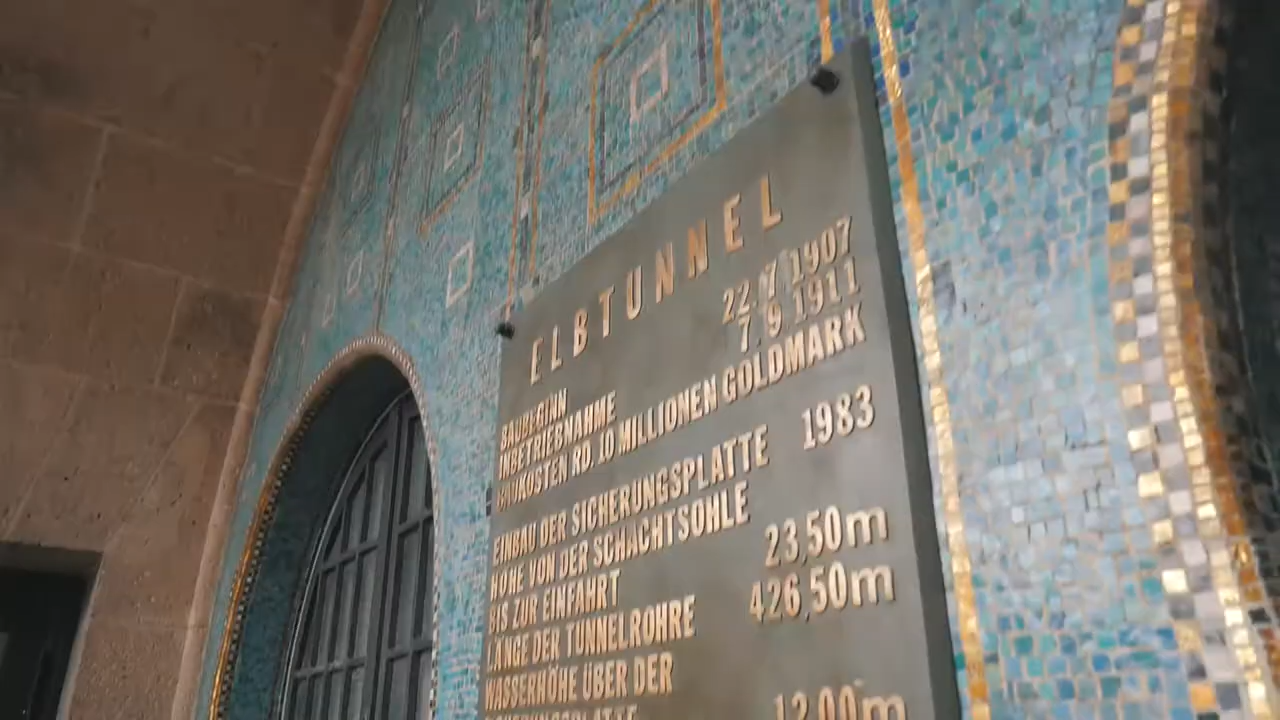 ELBTUNNEL
BAUBEGINN 22.7 1907
INBETRIEBNAHME 7. 9 1911
BAUKOSTEN RD. 10 MILLIONEN GOLDMARK
EINBAU DER SICHERUNGSPLATTE 1983
HÖHE VON DER SCHACHTSOHLE
BIS ZUR EINFAHRT 23,50m
LÄNGE DER TUNNELRÖHRE 426,50m
WASSERHÖHE ÜBER DER
SICHERUNGSPLATTE 12,00m